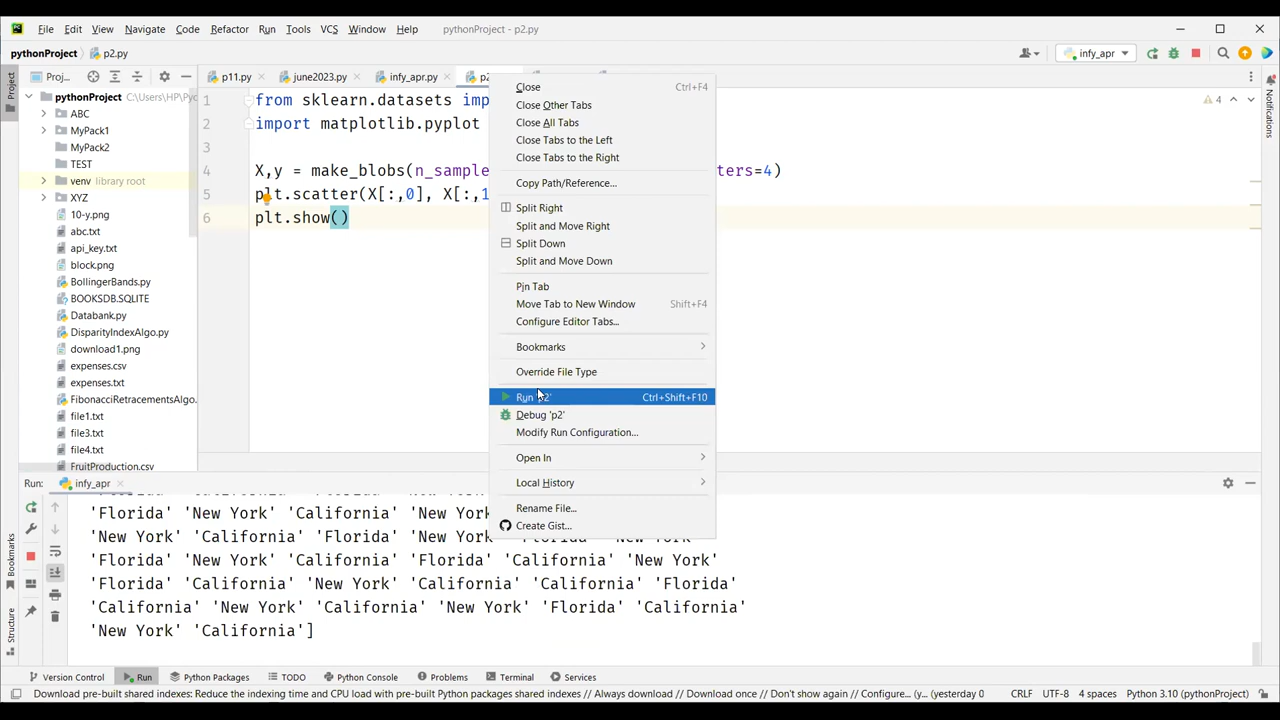 File Edit View Navigate Code Refactor Run Tools VCS Window Help pythonProject - p2.py
pythonProject p2.py infy_apr
Project
Proj...
p11.py june2023.py infy_apr.py p2
Notifications
pythonProject C:\Users\HP\Pyc
ABC
MyPack1
MyPack2
TEST
venv library root
XYZ
10-y.png
abc.txt
api_key.txt
block.png
BollingerBands.py
BOOKSDB.SQLITE
Databank.py
DisparityIndexAlgo.py
download1.png
expenses.csv
expenses.txt
FibonacciRetracementsAlgo.
file1.txt
file3.txt
file4.txt
FruitProduction.csv
1 from sklearn.datasets imp
2 import matplotlib.pyplot
4 X,y = make_blobs(n_sampl ters=4)
5 plt.scatter(X[:,0], X[:,1
6 plt.show()
4
Close Ctrl+F4
Close Other Tabs
Close All Tabs
Close Tabs to the Left
Close Tabs to the Right
Copy Path/Reference...
Split Right
Split and Move Right
Split Down
Split and Move Down
Pin Tab
Move Tab to New Window Shift+F4
Configure Editor Tabs...
Bookmarks
Override File Type
Run 'p2' Ctrl+Shift+F10
Debug 'p2'
Modify Run Configuration...
Open In
Local History
Rename File...
Create Gist...
Run: infy_apr
'Florida' 'New York' 'California' 'New York'
'New York' 'California' 'Florida' 'New York'
'Florida' 'California' 'New York' 'Florida' 'California' 'New York'
'Florida' 'California' 'New York' 'California' 'California' 'Florida'
'California' 'New York' 'California' 'New York' 'Florida' 'California'
'New York' 'California']
Bookmarks
Structure
Version Control Run Python Packages TODO Python Console Problems Terminal Services
Download pre-built shared indexes: Reduce the indexing time and CPU load with pre-built Python packages shared indexes // Always download // Download once // Don't show again // Configure... (yesterday 0 CRLF UTF-8 4 spaces Python 3.10 (pythonProject)